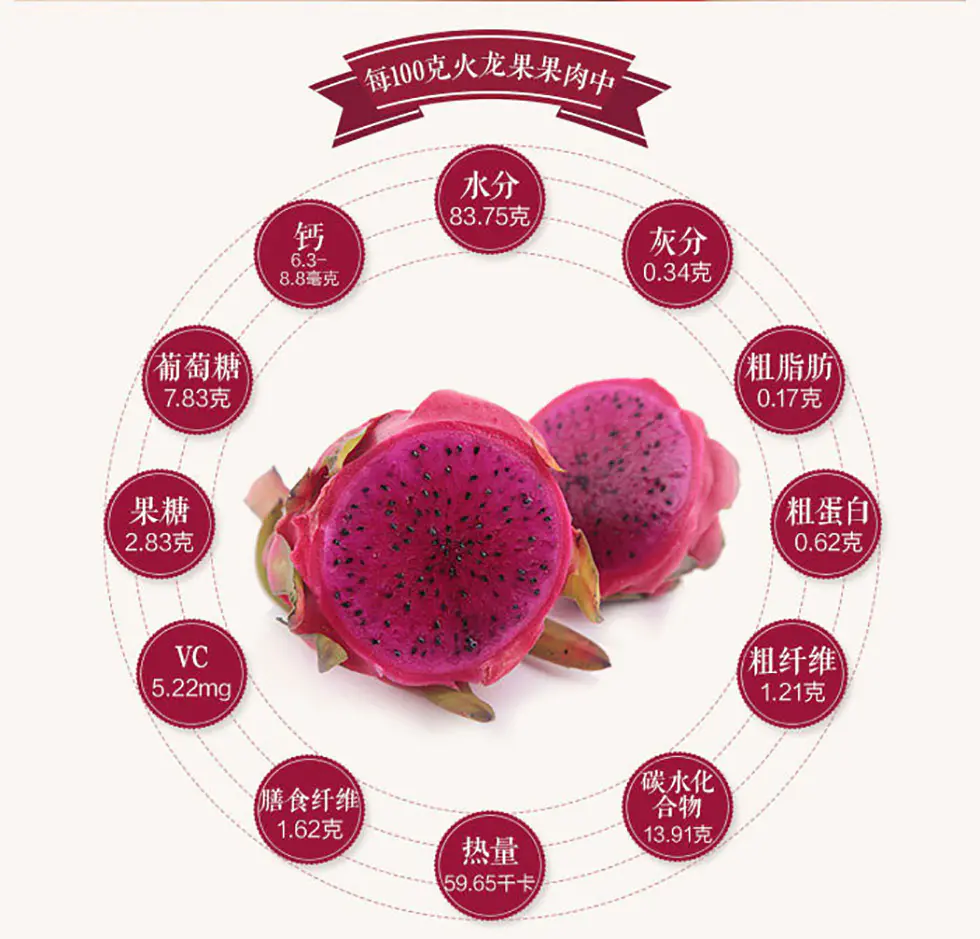 每100克火龙果果肉中
水分
83.75克
灰分
0.34克
粗脂肪
0.17克
粗蛋白
0.62克
粗纤维
1.21克
碳水化
合物
13.91克
热量
59.65千卡
膳食纤维
1.62克
VC
5.22mg
果糖
2.83克
葡萄糖
7.83克
钙
6.3-
8.8毫克